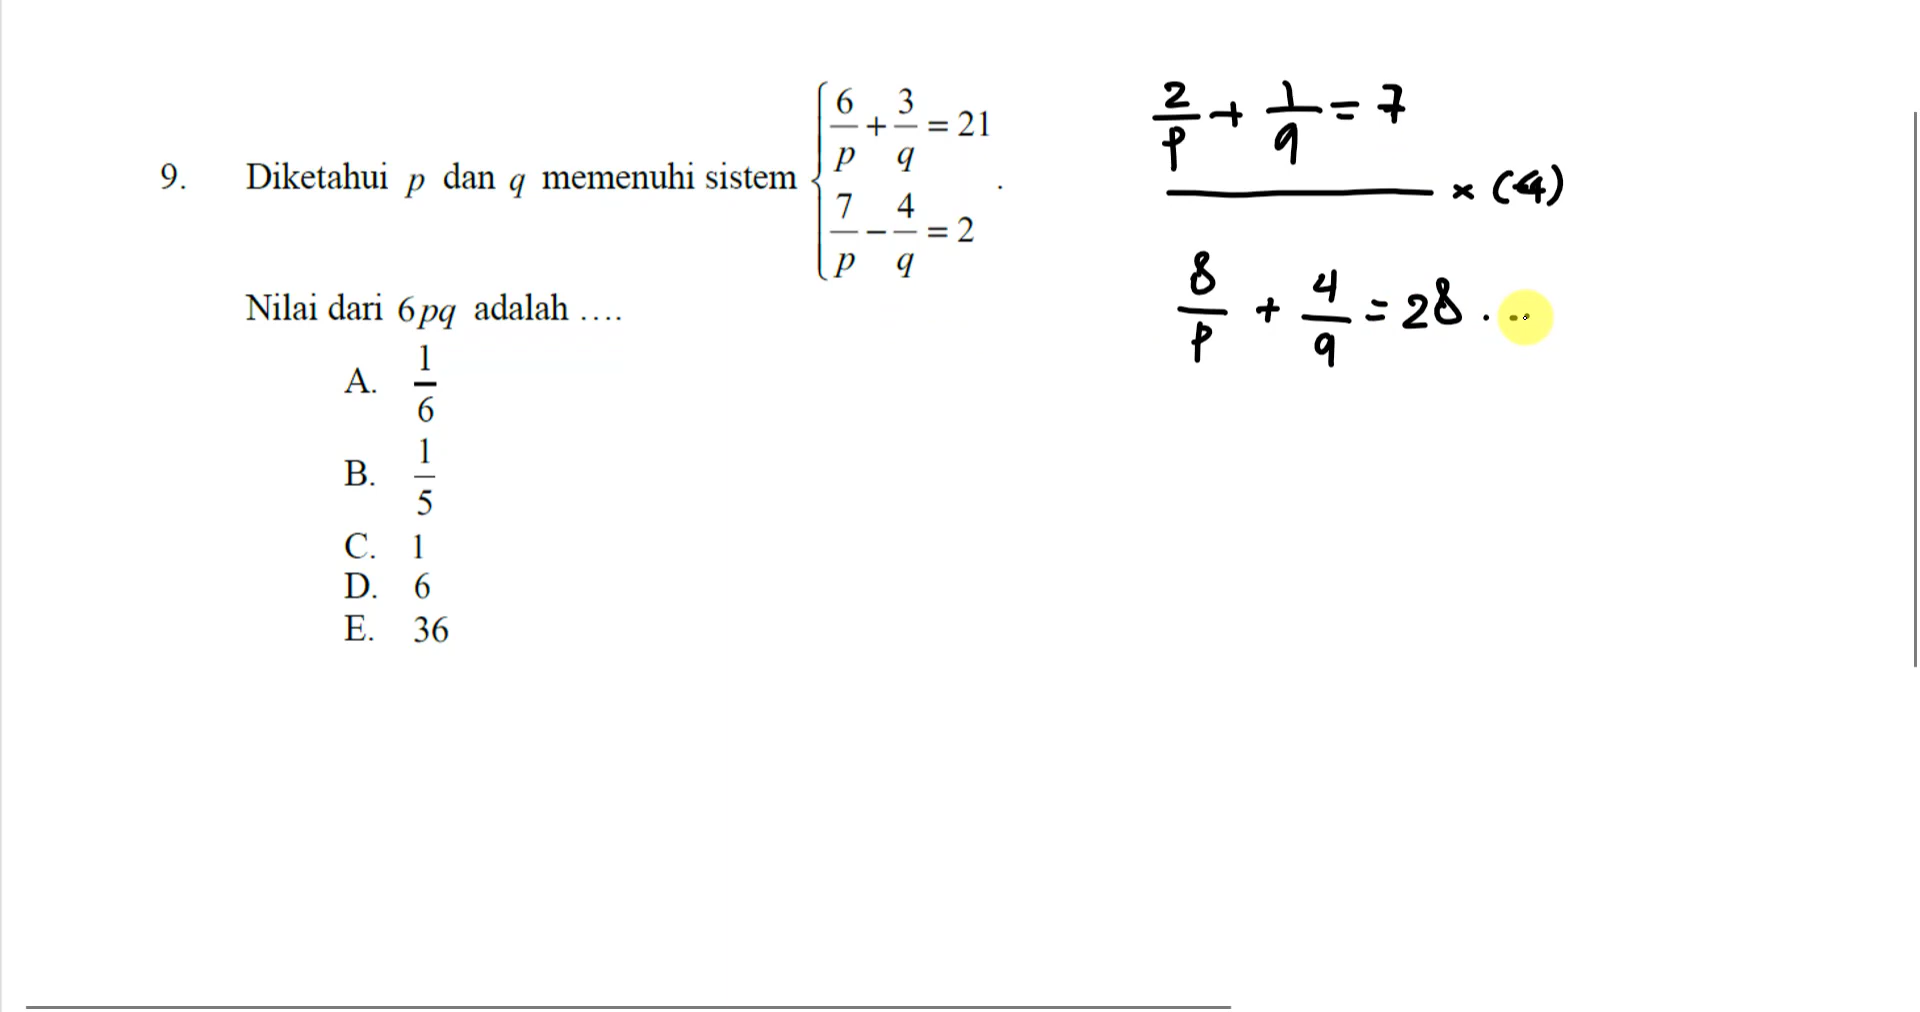 9. Diketahui p dan q memenuhi sistem { 6/p + 3/q = 21
7/p − 4/q = 2 .
Nilai dari 6pq adalah ....
A. 1/6
B. 1/5
C. 1
D. 6
E. 36
2/p + 1/q = 7
× (4)
8/p + 4/q = 28 ...